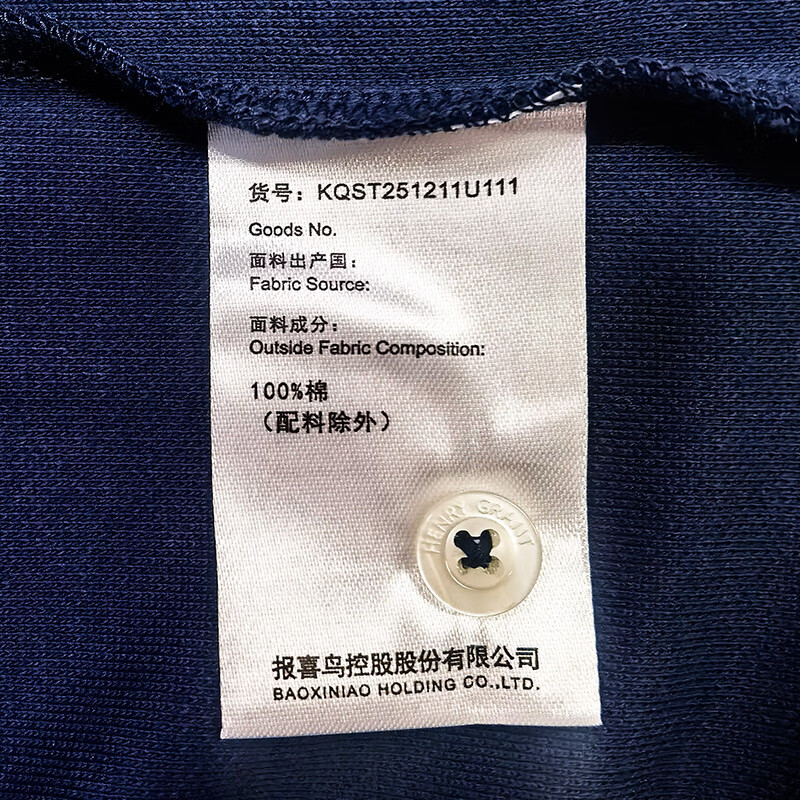 货号：KQST251211U111
Goods No.
面料出产国：
Fabric Source:
面料成分：
Outside Fabric Composition:
100%棉
（配料除外）
HENRY GRANT
报喜鸟控股股份有限公司
BAOXINIAO HOLDING CO.,LTD.